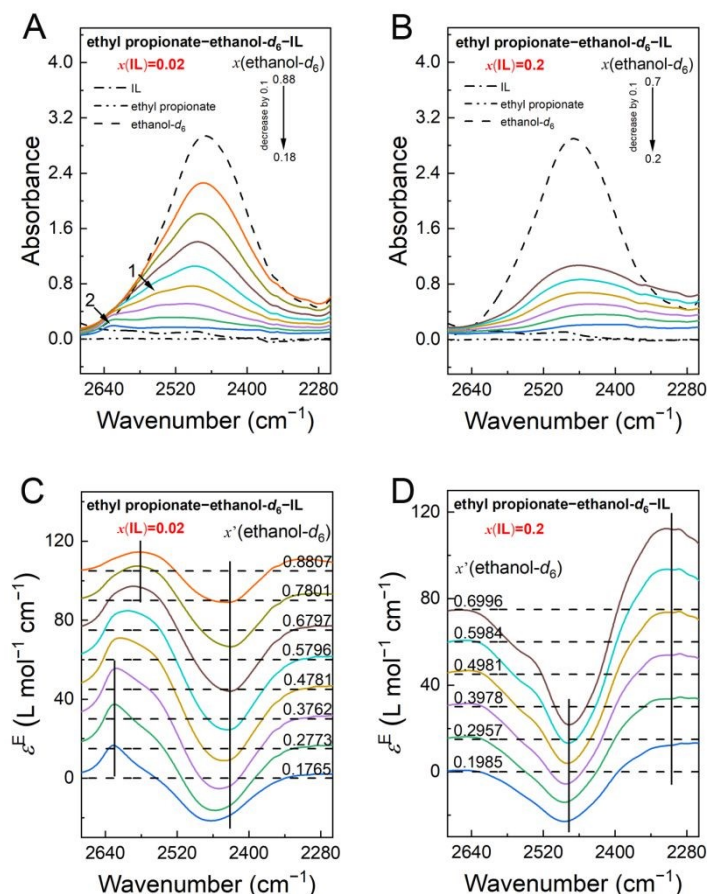 A
ethyl propionate−ethanol-d6−IL
x(IL)=0.02
x(ethanol-d6)
0.88
decrease by 0.1
0.18
IL
ethyl propionate
ethanol-d6
1
2
4.0
3.2
2.4
1.6
0.8
0.0
Absorbance
2640 2520 2400 2280
Wavenumber (cm−1)
B
ethyl propionate−ethanol-d6−IL
x(IL)=0.2
x(ethanol-d6)
0.7
decrease by 0.1
0.2
IL
ethyl propionate
ethanol-d6
4.0
3.2
2.4
1.6
0.8
0.0
Absorbance
2640 2520 2400 2280
Wavenumber (cm−1)
C
ethyl propionate−ethanol-d6−IL
x(IL)=0.02
x’(ethanol-d6)
0.8807
0.7801
0.6797
0.5796
0.4781
0.3762
0.2773
0.1765
120
80
40
0
εE (L mol−1 cm−1)
2640 2520 2400 2280
Wavenumber (cm−1)
D
ethyl propionate−ethanol-d6−IL
x(IL)=0.2
x’(ethanol-d6)
0.6996
0.5984
0.4981
0.3978
0.2957
0.1985
120
80
40
0
εE (L mol−1 cm−1)
2640 2520 2400 2280
Wavenumber (cm−1)